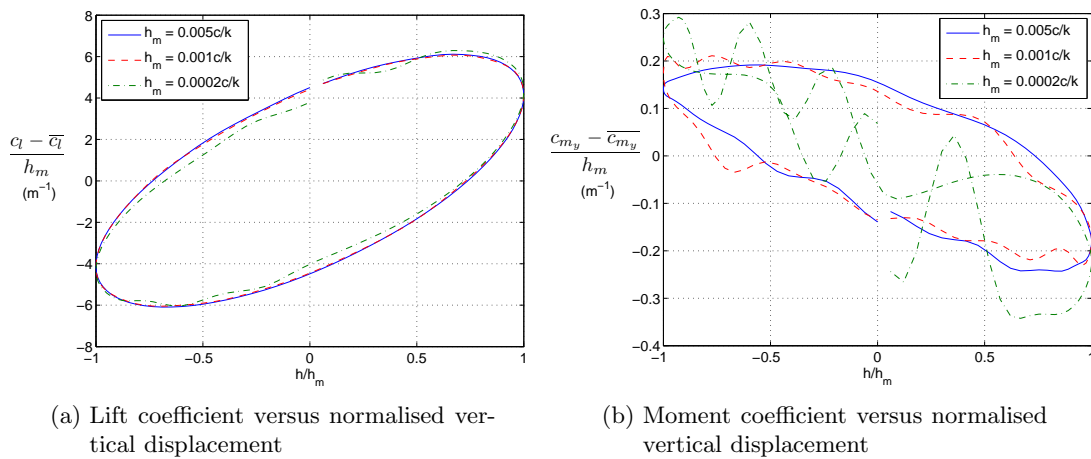 8
6
4
2
0
−2
−4
−6
−8
−1
−0.5
0
0.5
1
h/h_m
c_l − \overline{c_l}
h_m
(m⁻¹)
h_m = 0.005c/k
h_m = 0.001c/k
h_m = 0.0002c/k
(a) Lift coefficient versus normalised ver-
tical displacement
0.3
0.2
0.1
0
−0.1
−0.2
−0.3
−0.4
−1
−0.5
0
0.5
1
h/h_m
c_{m_y} − \overline{c_{m_y}}
h_m
(m⁻¹)
h_m = 0.005c/k
h_m = 0.001c/k
h_m = 0.0002c/k
(b) Moment coefficient versus normalised
vertical displacement